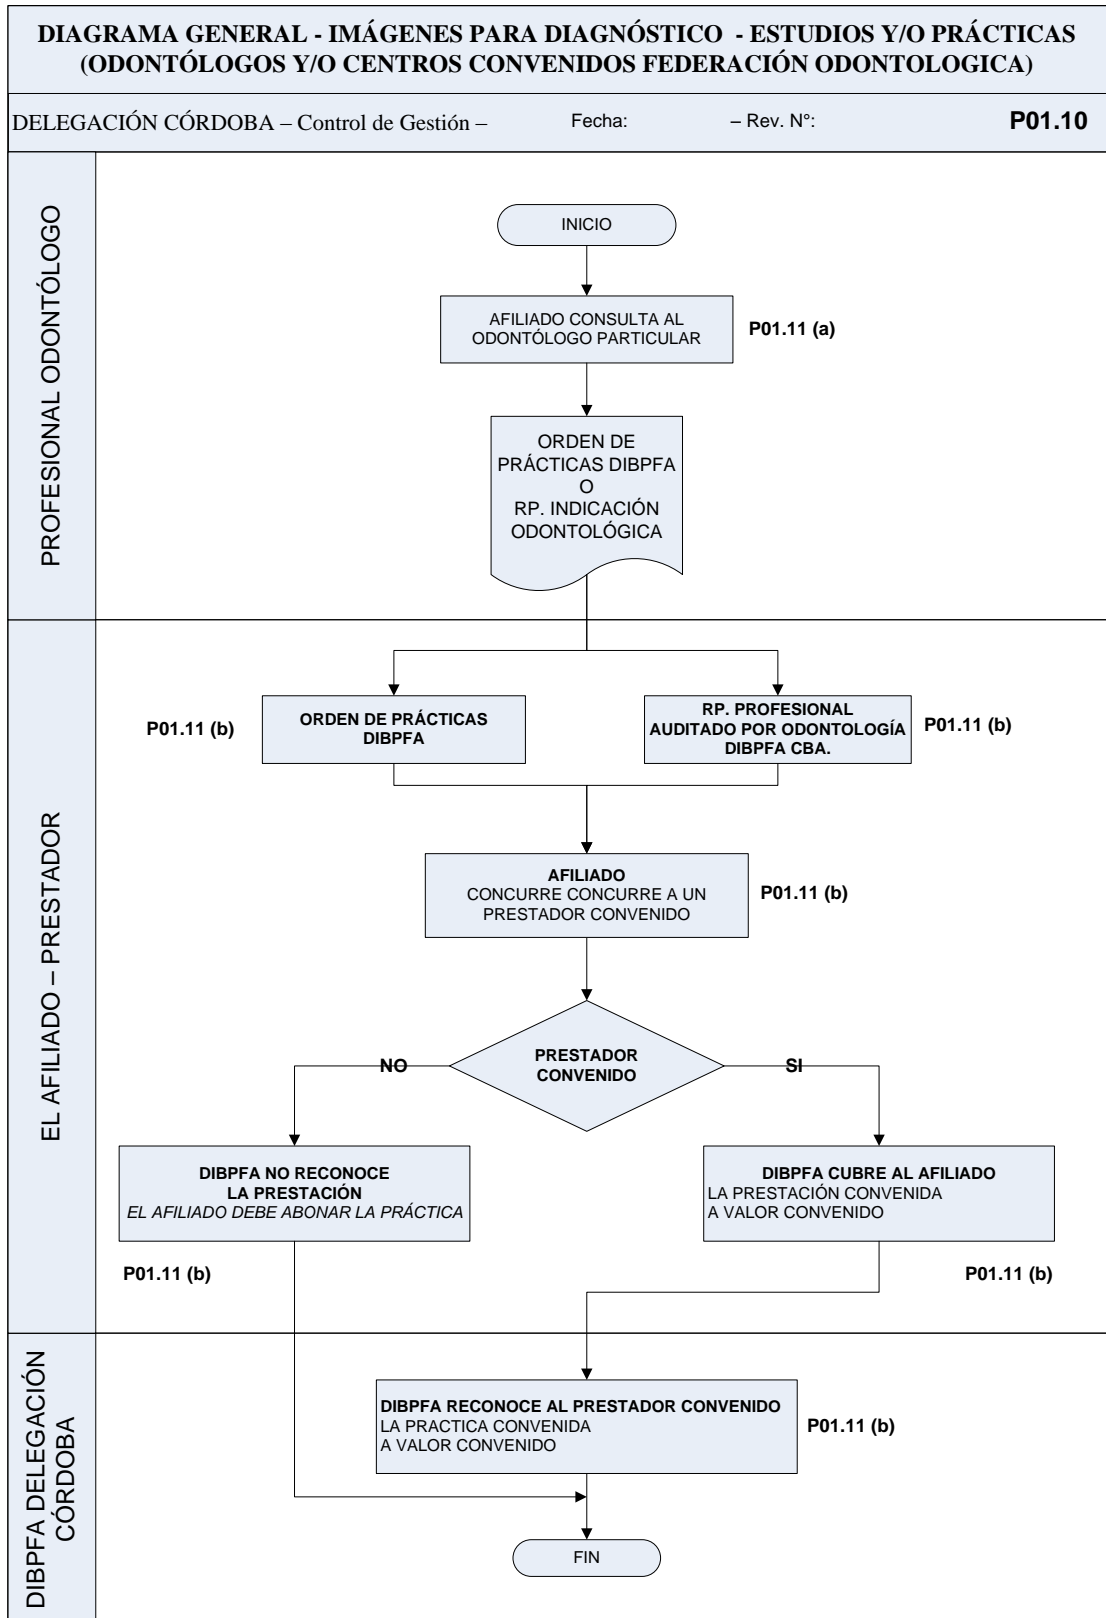 DIAGRAMA GENERAL - IMÁGENES PARA DIAGNÓSTICO - ESTUDIOS Y/O PRÁCTICAS
(ODONTÓLOGOS Y/O CENTROS CONVENIDOS FEDERACIÓN ODONTOLOGICA)
DELEGACIÓN CÓRDOBA – Control de Gestión – Fecha: – Rev. N°: P01.10
PROFESIONAL ODONTÓLOGO
INICIO
AFILIADO CONSULTA AL
ODONTÓLOGO PARTICULAR
P01.11 (a)
ORDEN DE
PRÁCTICAS DIBPFA
O
RP. INDICACIÓN
ODONTOLÓGICA
EL AFILIADO – PRESTADOR
P01.11 (b)
ORDEN DE PRÁCTICAS
DIBPFA
RP. PROFESIONAL
AUDITADO POR ODONTOLOGÍA
DIBPFA CBA.
P01.11 (b)
AFILIADO
CONCURRE CONCURRE A UN
PRESTADOR CONVENIDO
P01.11 (b)
PRESTADOR
CONVENIDO
NO
SI
DIBPFA NO RECONOCE
LA PRESTACIÓN
EL AFILIADO DEBE ABONAR LA PRÁCTICA
P01.11 (b)
DIBPFA CUBRE AL AFILIADO
LA PRESTACIÓN CONVENIDA
A VALOR CONVENIDO
P01.11 (b)
DIBPFA DELEGACIÓN
CÓRDOBA
DIBPFA RECONOCE AL PRESTADOR CONVENIDO
LA PRACTICA CONVENIDA
A VALOR CONVENIDO
P01.11 (b)
FIN